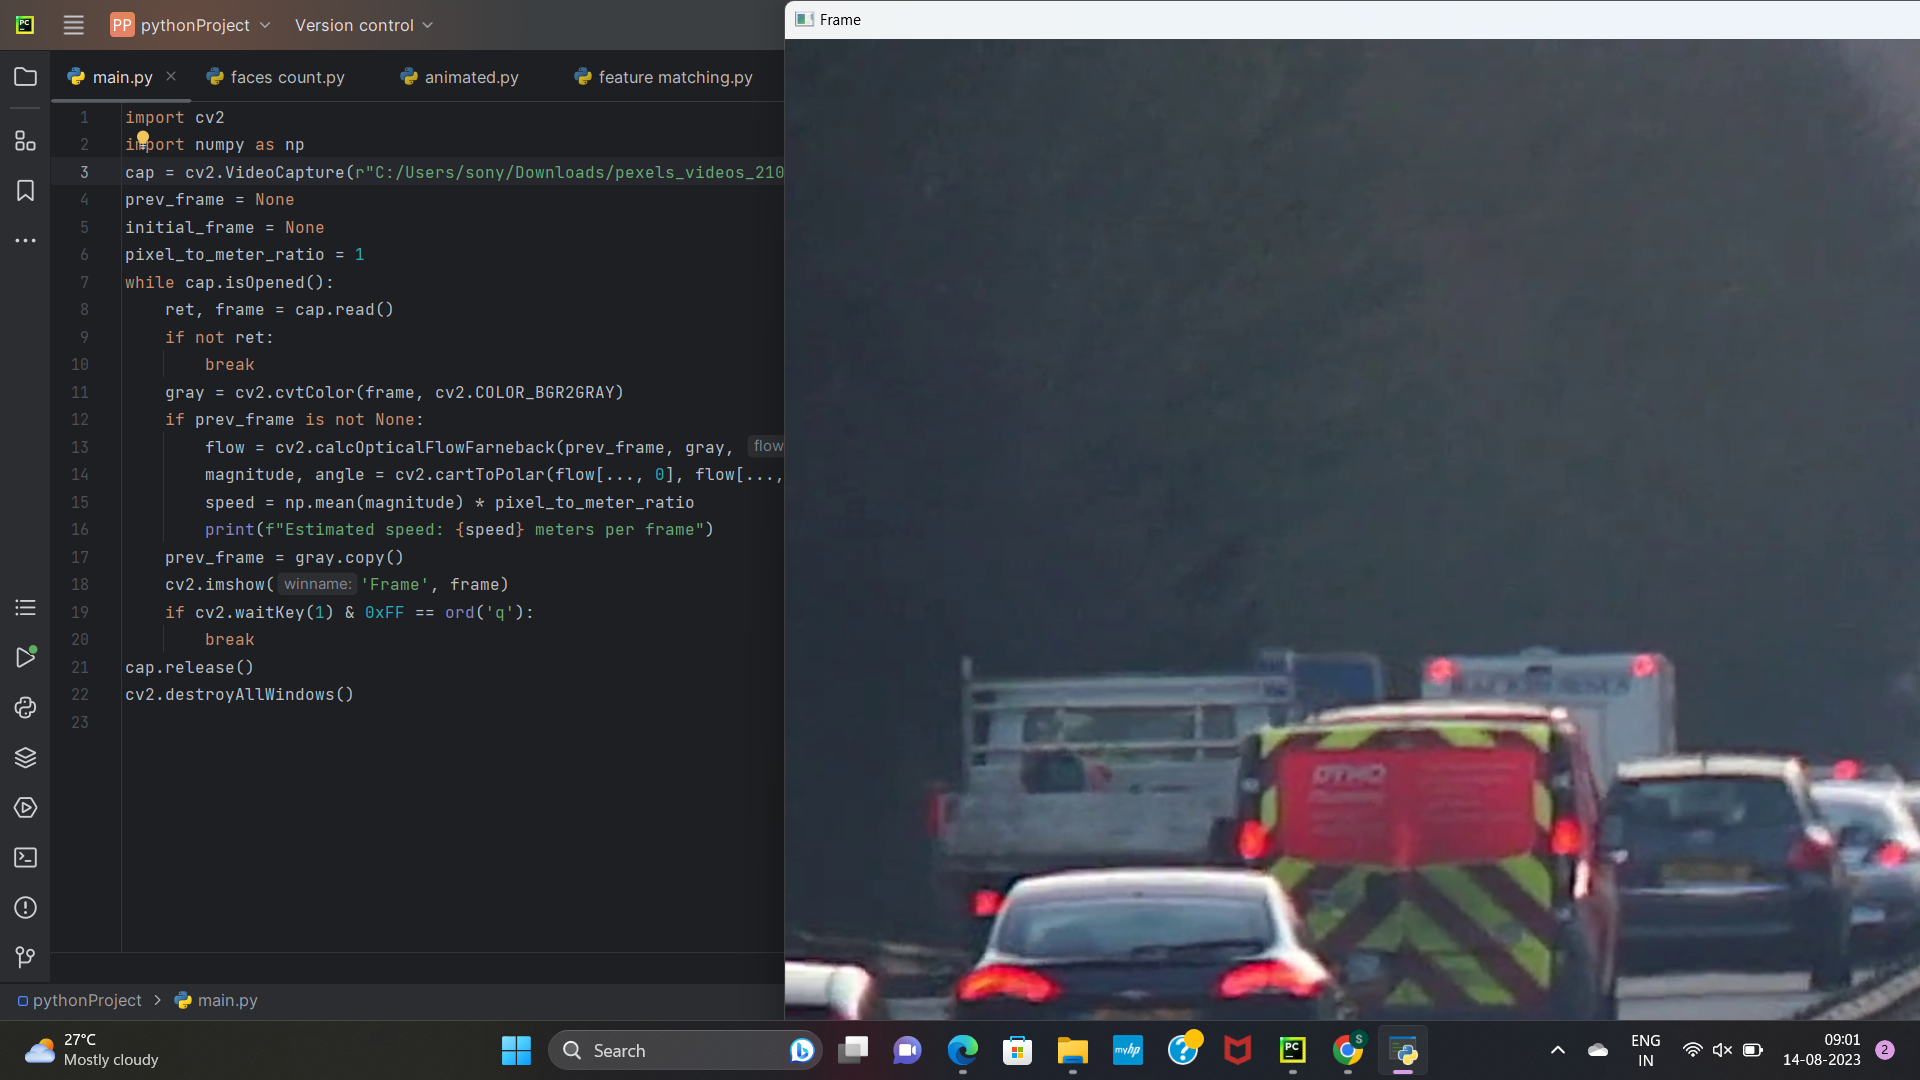 PC
PP pythonProject
Version control
Frame
main.py
faces count.py
animated.py
feature matching.py
1 import cv2
2 import numpy as np
3 cap = cv2.VideoCapture(r"C:/Users/sony/Downloads/pexels_videos_210
4 prev_frame = None
5 initial_frame = None
6 pixel_to_meter_ratio = 1
7 while cap.isOpened():
8 ret, frame = cap.read()
9 if not ret:
10 break
11 gray = cv2.cvtColor(frame, cv2.COLOR_BGR2GRAY)
12 if prev_frame is not None:
13 flow = cv2.calcOpticalFlowFarneback(prev_frame, gray, flow
14 magnitude, angle = cv2.cartToPolar(flow[..., 0], flow[...,
15 speed = np.mean(magnitude) * pixel_to_meter_ratio
16 print(f"Estimated speed: {speed} meters per frame")
17 prev_frame = gray.copy()
18 cv2.imshow( winname: 'Frame', frame)
19 if cv2.waitKey(1) & 0xFF == ord('q'):
20 break
21 cap.release()
22 cv2.destroyAllWindows()
23
pythonProject > main.py
27°C
Mostly cloudy
Search
myhp
PC
S
ENG
IN
09:01
14-08-2023
2